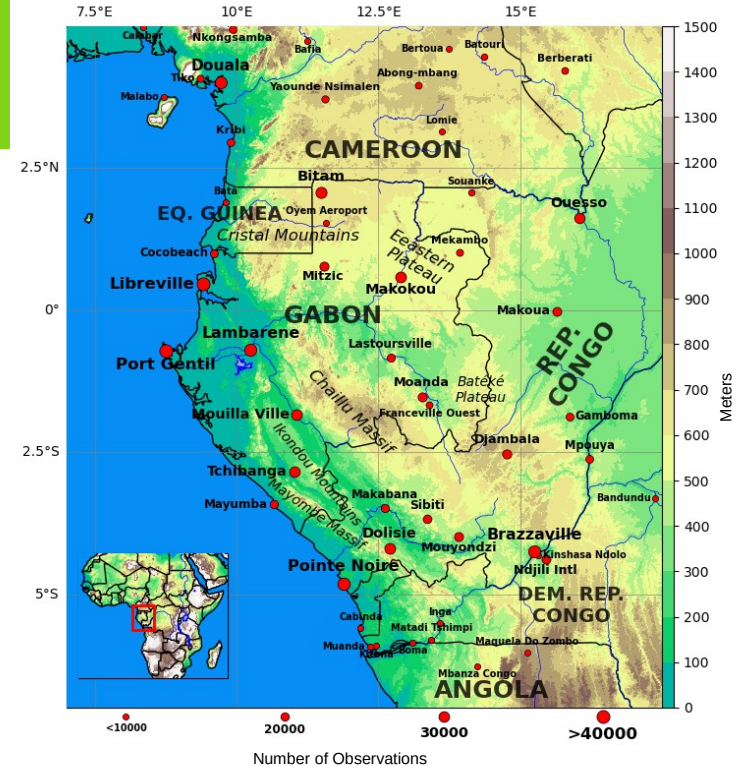 7.5°E 10°E 12.5°E 15°E
Calabar Nkongsamba
Bafia Bertoua Batouri
Douala
Tiko
Berberati
Abong-mbang
Yaounde Nsimalen
Malabo
Lomie
Kribi
CAMEROON
2.5°N
Bitam
Souanke
Bata
Ouesso
EQ. GUINEA Oyem Aeroport
Cristal Mountains
Eeastern
Plateau
Mekambo
Cocobeach
Mitzic
Libreville
Makokou
0°
GABON
Makoua
Lambarene
Lastoursville
REP.
CONGO
Port Gentil
Moanda
Batéké
Plateau
Chaillu Massif
Franceville Ouest
Mouilla Ville
Gamboma
Ikondou Mountains
Djambala
Mpouya
2.5°S
Tchibanga
Mayombe Massif
Makabana
Bandundu
Mayumba
Sibiti
Dolisie
Mouyondzi
Brazzaville
Kinshasa Ndolo
Pointe Noire
Ndjili Intl
5°S
DEM. REP.
CONGO
Cabinda
Inga
Matadi Tshimpi
Muanda
Kitona
Boma
Maquela Do Zombo
Mbanza Congo
ANGOLA
1500
1400
1300
1200
1100
1000
900
800
700
600
500
400
300
200
100
0
Meters
<10000 20000 30000 >40000
Number of Observations